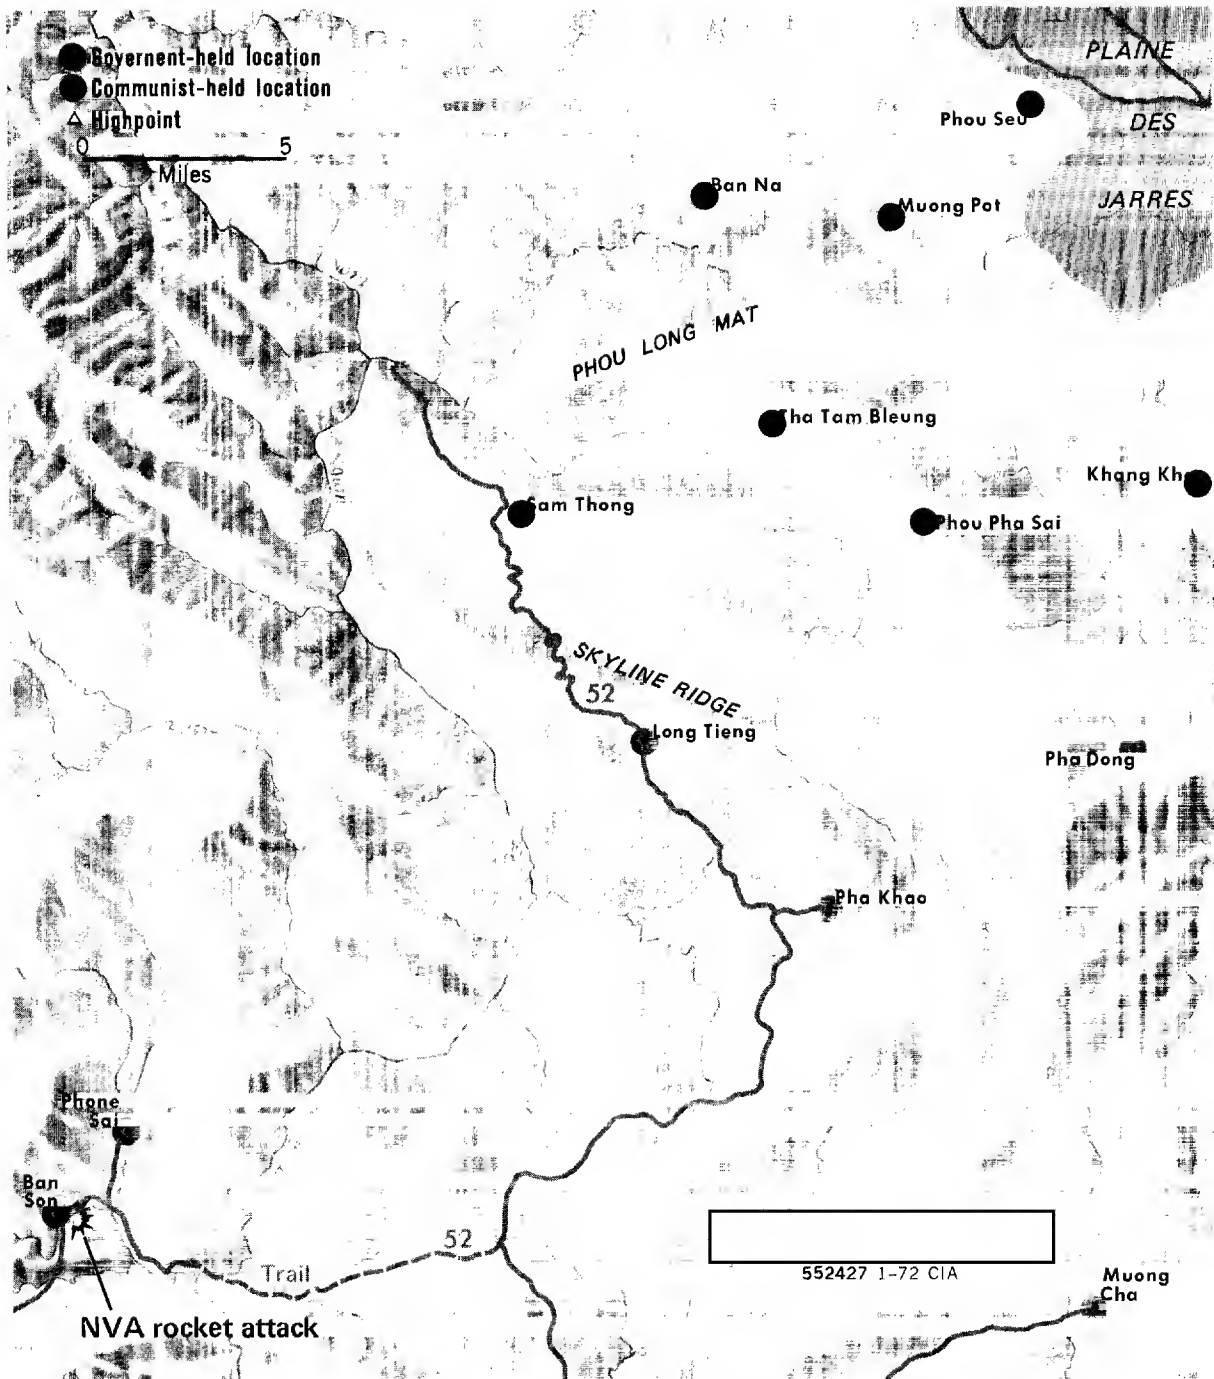 Government-held location
Communist-held location
Highpoint
0 5
Miles
PLAINE
DES
JARRES
Phou Seu
Ban Na
Muong Pot
PHOU LONG MAT
Tha Tam Bleung
Khang Kho
Sam Thong
Phou Pha Sai
SKYLINE RIDGE
52
Long Tieng
Pha Dong
Pha Khao
Phone
Sai
Ban
Son
52
Trail
552427 1-72 CIA
Muong
Cha
NVA rocket attack